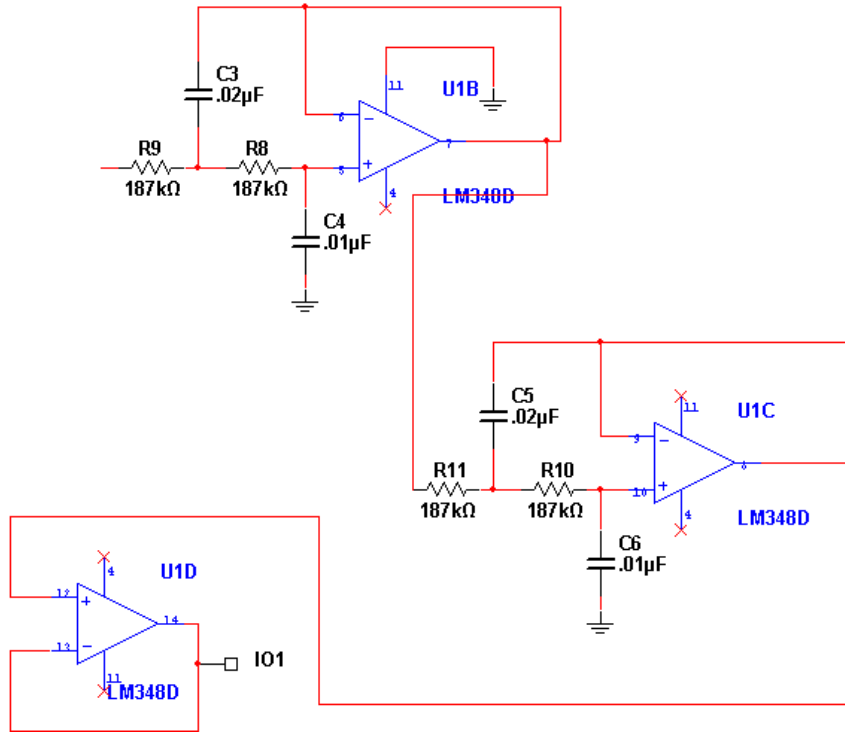 C3
.02µF
11
U1B
6
7
R9
R8
5
187kΩ
187kΩ
4
LM348D
C4
.01µF
C5
.02µF
11
U1C
9
8
R11
R10
10
187kΩ
187kΩ
4
LM348D
C6
.01µF
4
U1D
12
14
13
IO1
11
LM348D